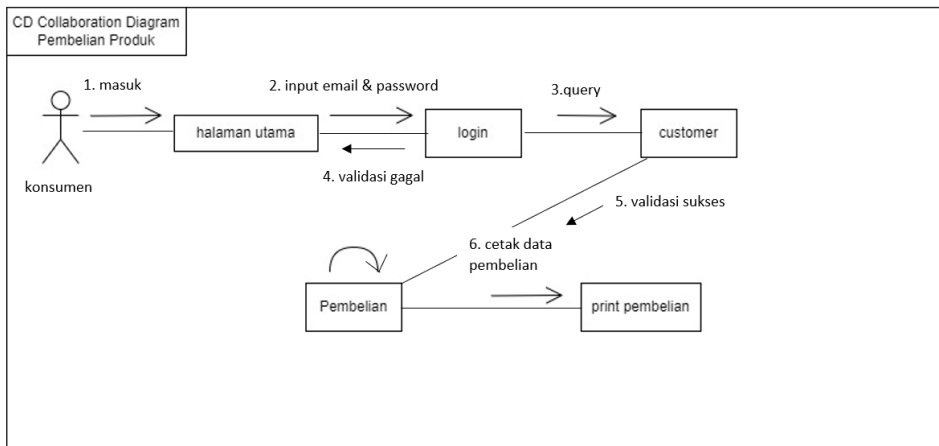 CD Collaboration Diagram
Pembelian Produk
1. masuk
2. input email & password
3.query
halaman utama
login
customer
4. validasi gagal
konsumen
5. validasi sukses
6. cetak data
pembelian
Pembelian
print pembelian